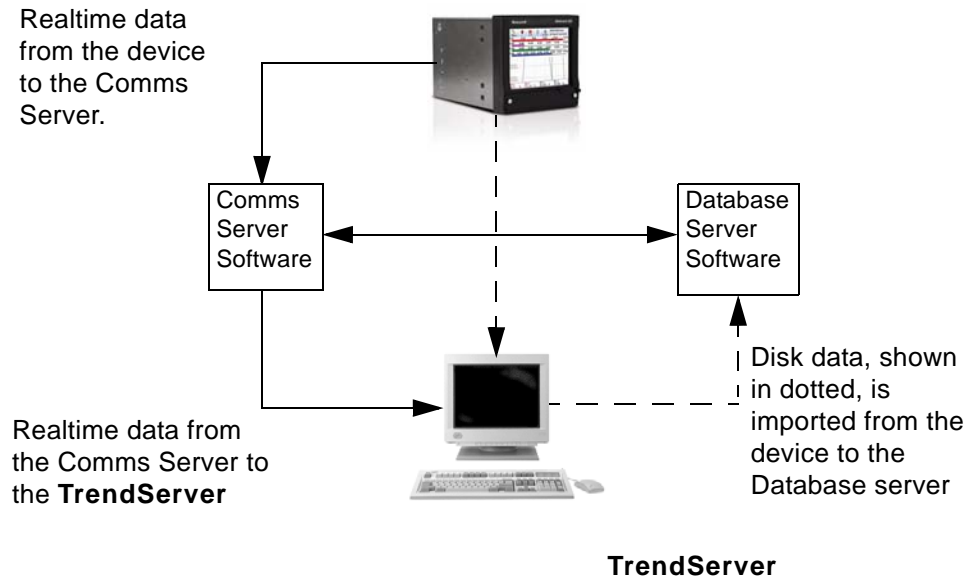 Realtime data
from the device
to the Comms
Server.
Comms
Server
Software
Database
Server
Software
Disk data, shown
in dotted, is
imported from the
device to the
Database server
Realtime data from
the Comms Server to
the TrendServer
TrendServer